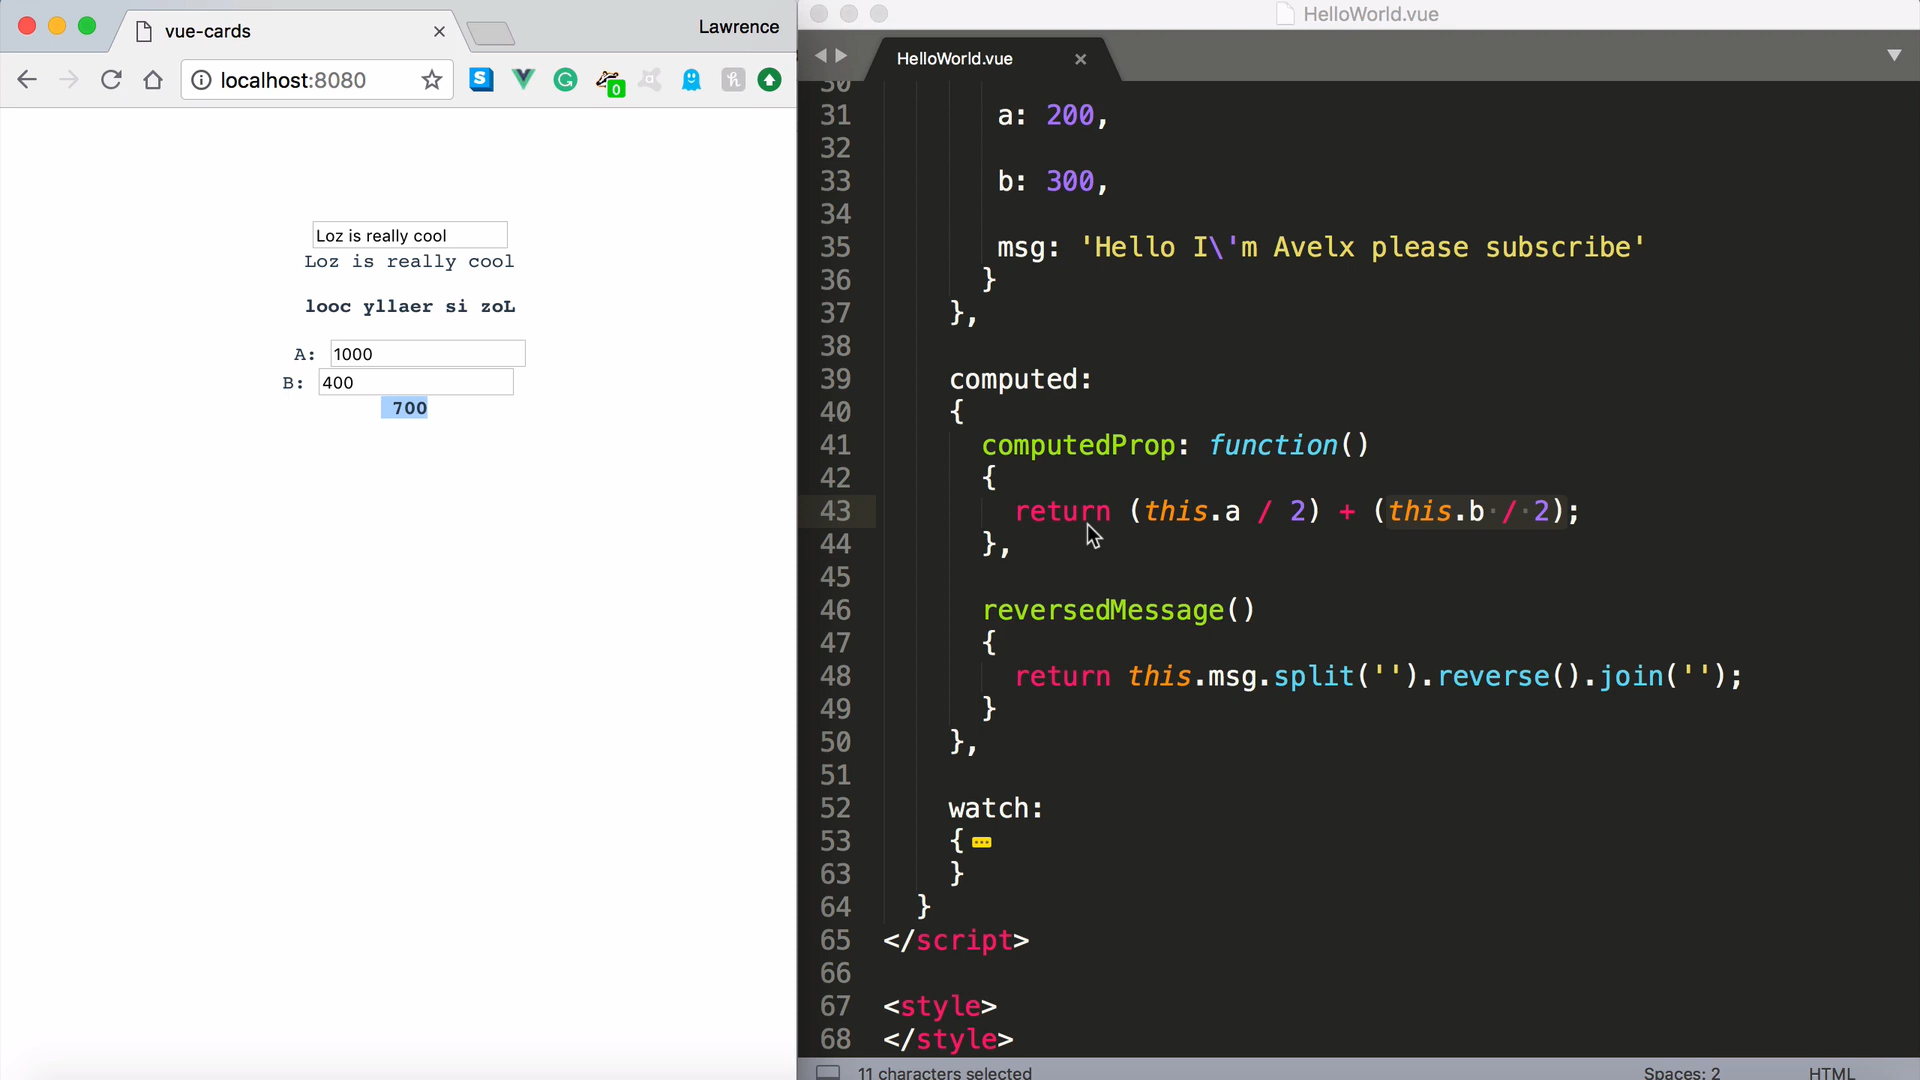 vue-cards
Lawrence
localhost:8080
0
Loz is really cool
Loz is really cool
looc yllaer si zoL
A: 1000
B: 400
700
HelloWorld.vue
HelloWorld.vue
30
31 a: 200,
32
33 b: 300,
34
35 msg: 'Hello I\'m Avelx please subscribe'
36 }
37 },
38
39 computed:
40 {
41 computedProp: function()
42 {
43 return (this.a / 2) + (this.b / 2);
44 },
45
46 reversedMessage()
47 {
48 return this.msg.split('').reverse().join('');
49 }
50 },
51
52 watch:
53 {
63 }
64 }
65 </script>
66
67 <style>
68 </style>
11 characters selected
Spaces: 2
HTML